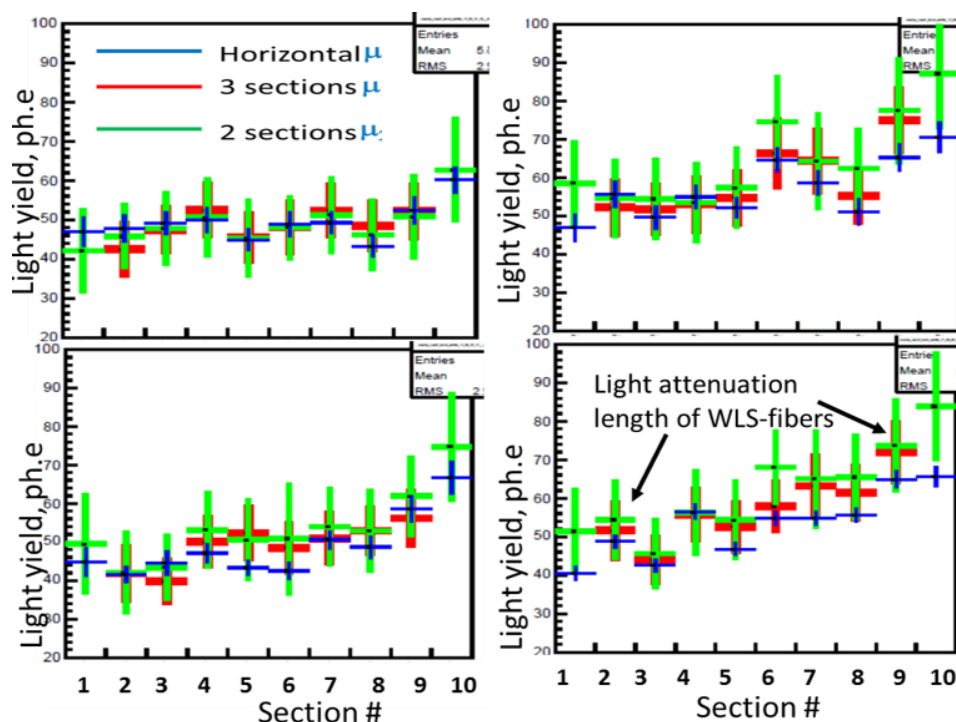 100
90
80
70
60
50
40
30
20
Light yield, ph.e
Horizontal μ
3 sections μ
2 sections μ
Entries
Mean 5.
RMS 2.
100
90
80
70
60
50
40
30
20
Light yield, ph.e
Entries
Mean
RMS
100
90
80
70
60
50
40
30
20
Light yield, ph.e
Entries
Mean
RMS 2.
1 2 3 4 5 6 7 8 9 10
Section #
100
90
80
70
60
50
40
30
20
Light yield, ph.e
Light attenuation
length of WLS-fibers
Entrie
Mean
RMS
1 2 3 4 5 6 7 8 9 10
Section #